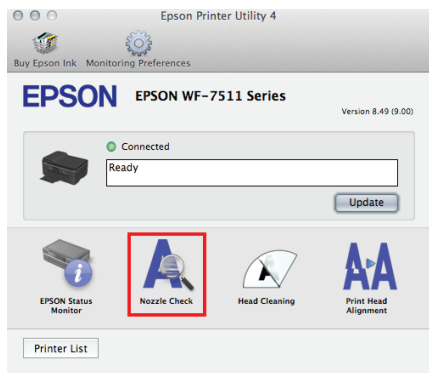 Epson Printer Utility 4
Buy Epson Ink Monitoring Preferences
EPSON EPSON WF-7511 Series
Version 8.49 (9.00)
Connected
Ready
Update
EPSON Status Monitor
Nozzle Check
Head Cleaning
Print Head Alignment
Printer List